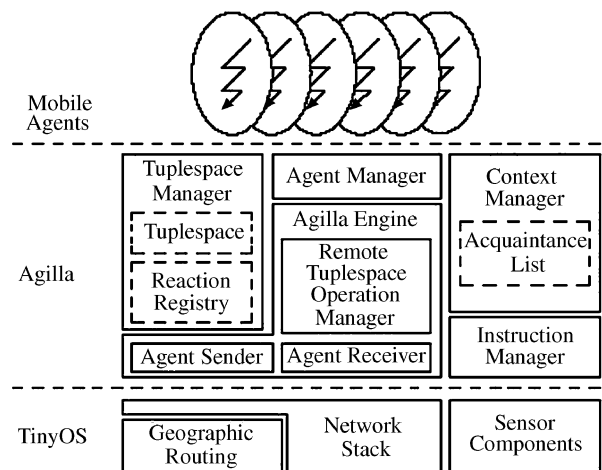 Mobile
Agents
Agilla
Tuplespace
Manager
Tuplespace
Reaction
Registry
Agent Manager
Agilla Engine
Remote
Tuplespace
Operation
Manager
Agent Sender
Agent Receiver
Context
Manager
Acquaintance
List
Instruction
Manager
TinyOS
Geographic
Routing
Network
Stack
Sensor
Components